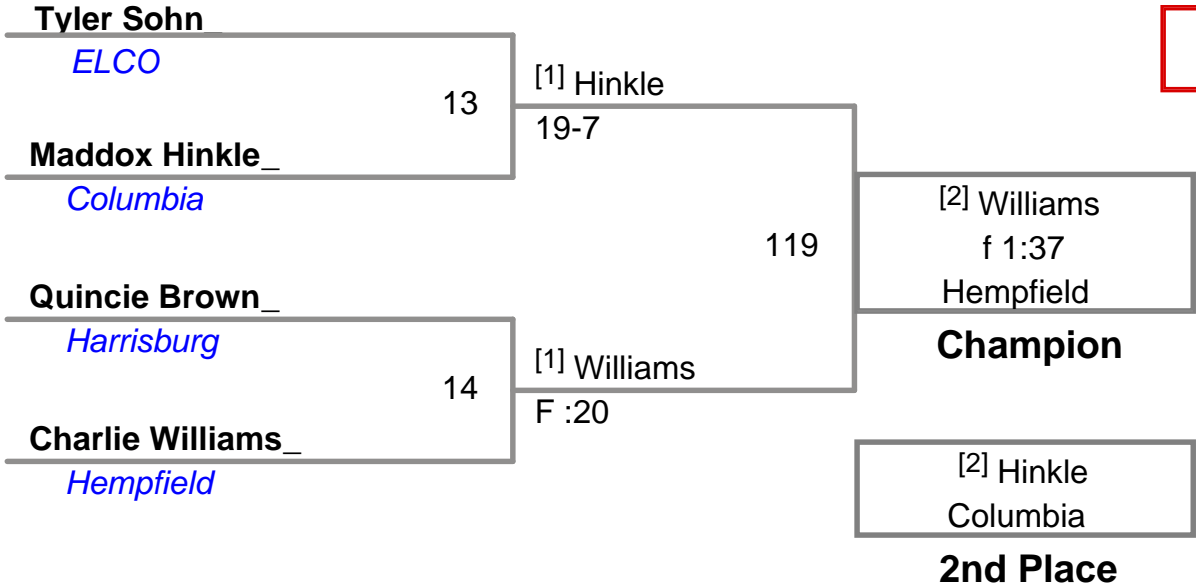 Tyler Sohn_
ELCO
13
[1] Hinkle
19-7
Maddox Hinkle_
Columbia
119
[2] Williams
f 1:37
Hempfield
Champion
Quincie Brown_
Harrisburg
14
[1] Williams
F :20
Charlie Williams_
Hempfield
[2] Hinkle
Columbia
2nd Place